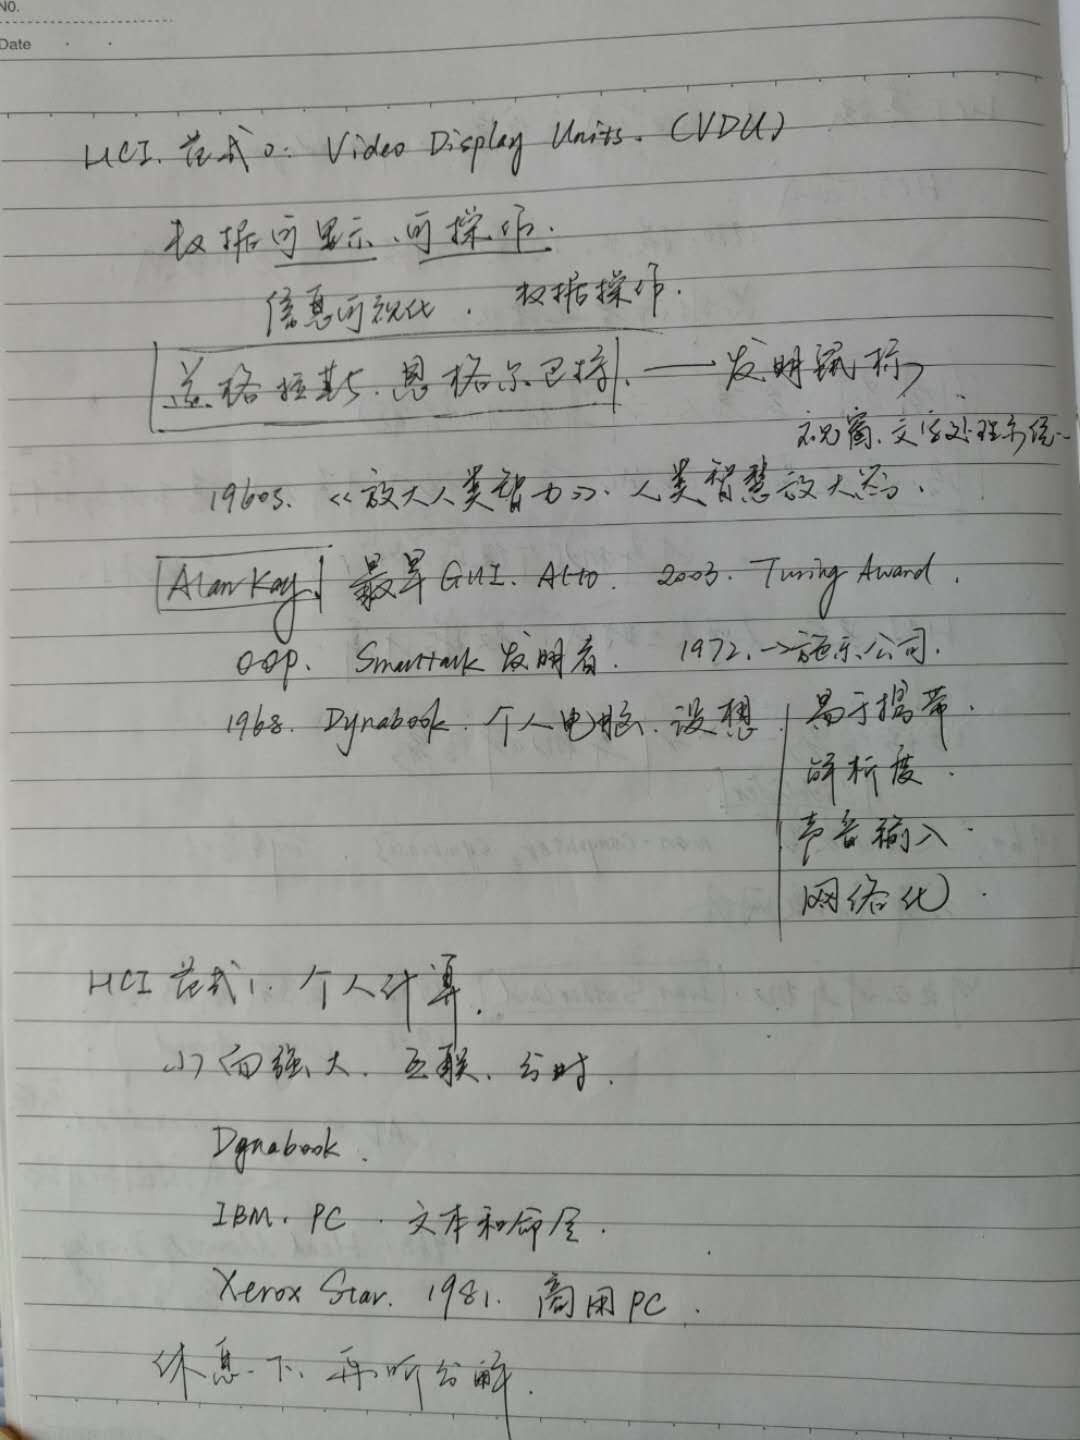 NO.
Date
HCI. 范式0: Video Display Units. (VDU)
数据可显示、可操作.
信息可视化. 数据操作.
道格拉斯.恩格尔巴特. —— 发明鼠标,
视窗、文字处理系统..
1960s. 《放大人类智力》. 人类智慧放大器.
Alan Kay. 最早GUI. Alto. 2003. Turing Award.
OOP. Smalltalk 发明者. 1972. →施乐公司.
1968. Dynabook. 个人电脑. 设想. 易于携带.
解析度.
声音输入.
网络化.
HCI 范式1. 个人计算.
小而强大、互联、分时.
Dynabook.
IBM. PC. 文本和命令.
Xerox Star. 1981. 商用PC.
休息一下、再听分解.